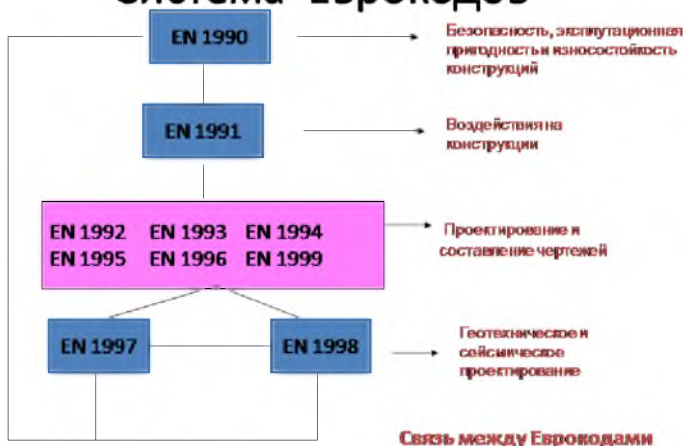 Система Еврокодов
EN 1990
Безопасность, эксплутационная
пригодность и износостойкость
конструкций
EN 1991
Воздействия на
конструкции
EN 1992 EN 1993 EN 1994
EN 1995 EN 1996 EN 1999
Проектирование и
составление чертежей
EN 1997
EN 1998
Геотехническое и
сейсмическое
проектирование
Связь между Еврокодами